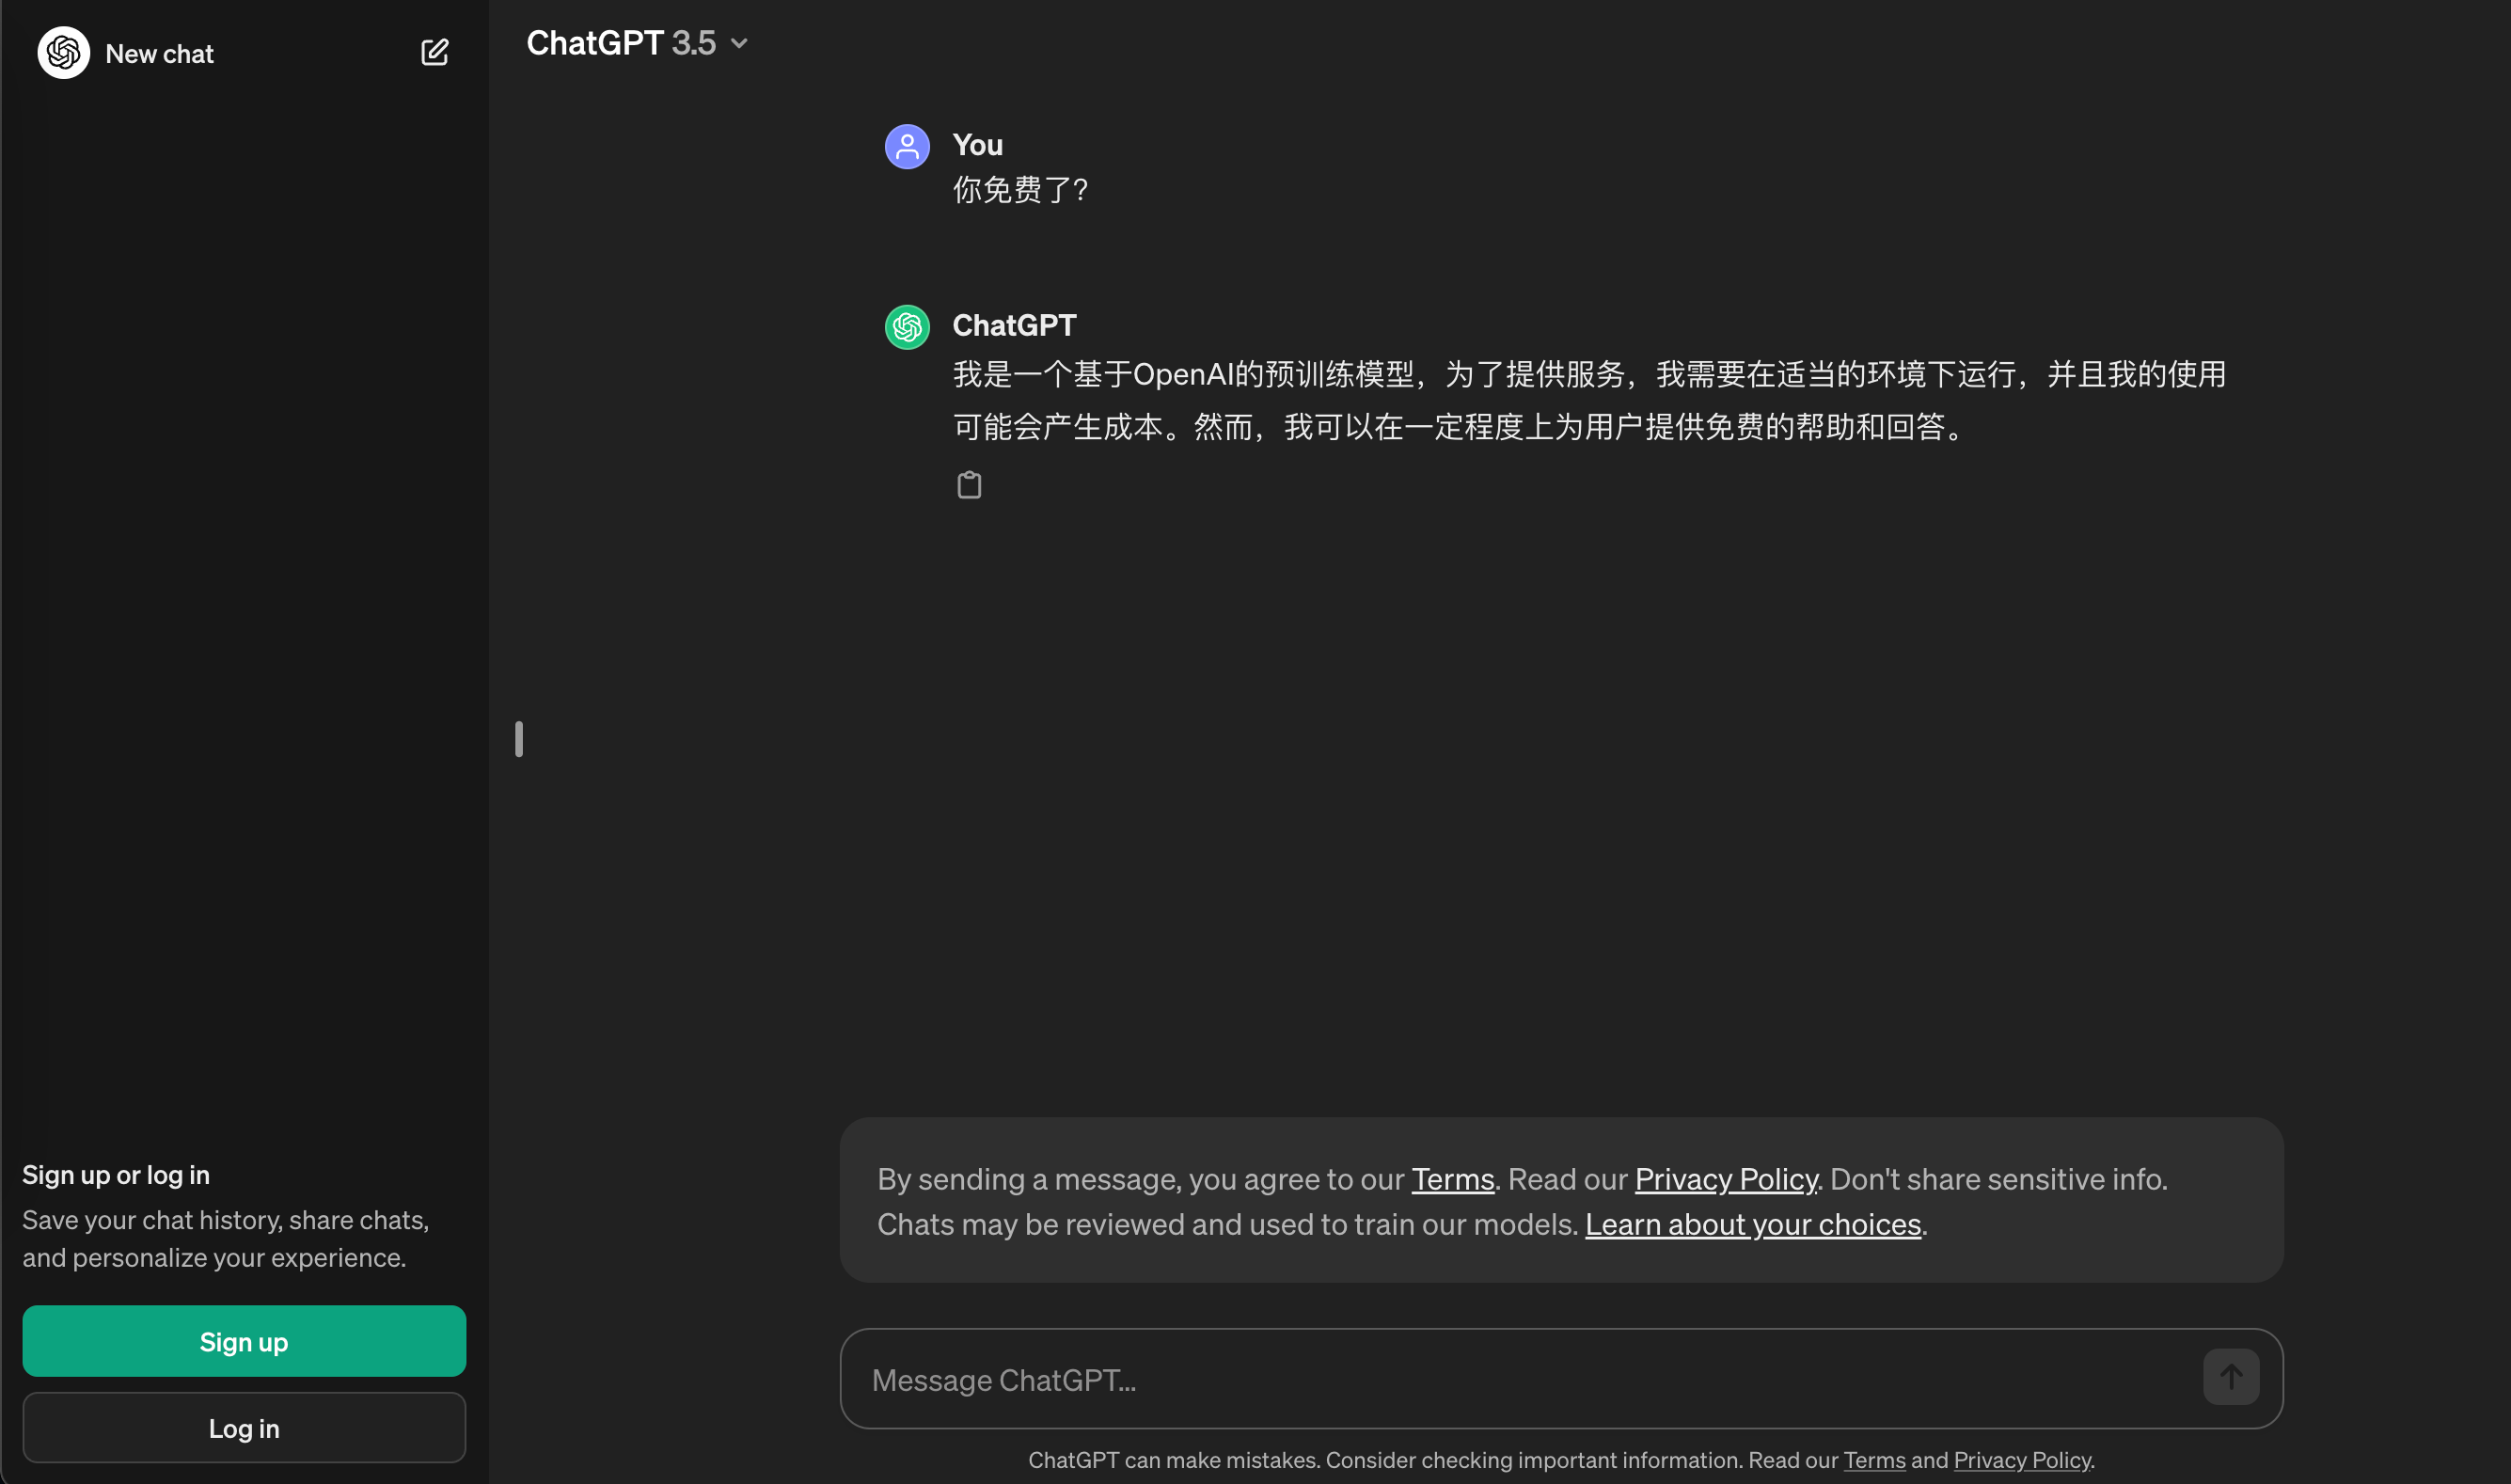 New chat
ChatGPT 3.5
You
你免费了?
ChatGPT
我是一个基于OpenAI的预训练模型，为了提供服务，我需要在适当的环境下运行，并且我的使用
可能会产生成本。然而，我可以在一定程度上为用户提供免费的帮助和回答。
Sign up or log in
Save your chat history, share chats,
and personalize your experience.
Sign up
Log in
By sending a message, you agree to our Terms. Read our Privacy Policy. Don't share sensitive info.
Chats may be reviewed and used to train our models. Learn about your choices.
Message ChatGPT…
ChatGPT can make mistakes. Consider checking important information. Read our Terms and Privacy Policy.